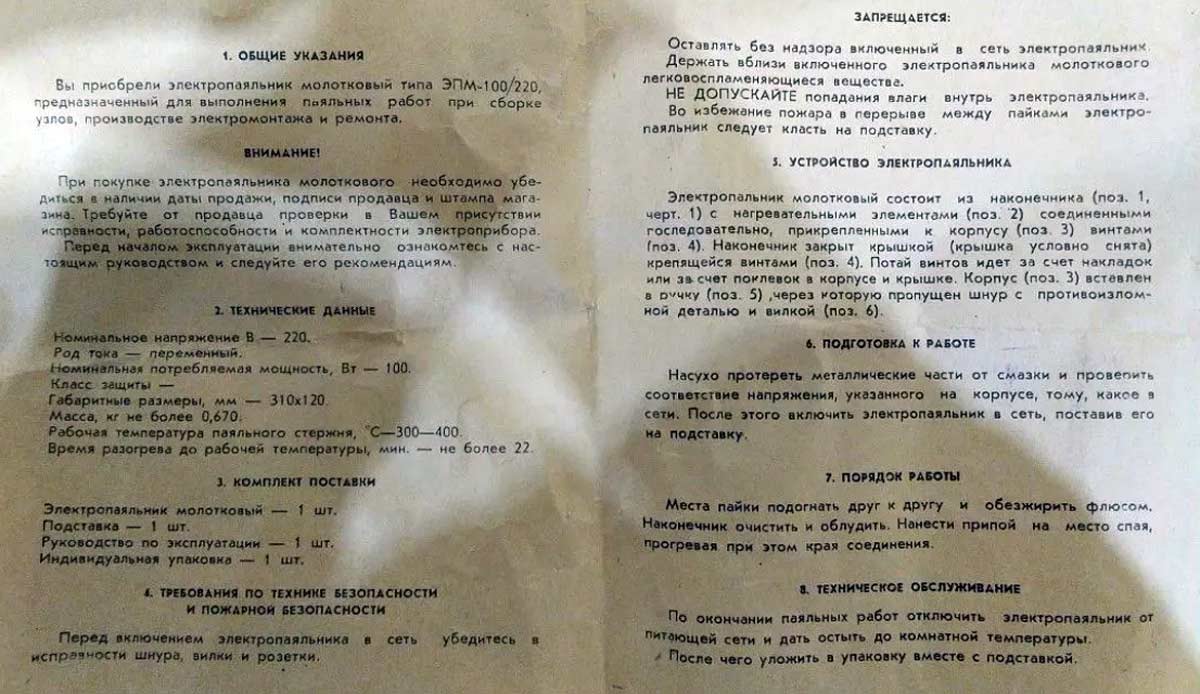 1. ОБЩИЕ УКАЗАНИЯ
Вы приобрели электропаяльник молотковый типа ЭПМ-100/220,
предназначенный для выполнения паяльных работ при сборке
узлов, производстве электромонтажа и ремонта.
ВНИМАНИЕ!
При покупке электропаяльника молоткового необходимо убе-
диться в наличии даты продажи, подписи продавца и штампа мага-
зина. Требуйте от продавца проверки в Вашем присутствии
исправности, работоспособности и комплектности электроприбора.
Перед началом эксплуатации внимательно ознакомьтесь с нас-
тоящим руководством и следуйте его рекомендациям.
2. ТЕХНИЧЕСКИЕ ДАННЫЕ
Номинальное напряжение В — 220.
Род тока — переменный.
Номинальная потребляемая мощность, Вт — 100.
Класс защиты —
Габаритные размеры, мм — 310х120.
Масса, кг не более 0,670.
Рабочая температура паяльного стержня, °С—300—400.
Время разогрева до рабочей температуры, мин. — не более 22.
3. КОМПЛЕКТ ПОСТАВКИ
Электропаяльник молотковый — 1 шт.
Подставка — 1 шт.
Руководство по эксплуатации — 1 шт.
Индивидуальная упаковка — 1 шт.
4. ТРЕБОВАНИЯ ПО ТЕХНИКЕ БЕЗОПАСНОСТИ
И ПОЖАРНОЙ БЕЗОПАСНОСТИ
Перед включением электропаяльника в сеть убедитесь в
исправности шнура, вилки и розетки.
ЗАПРЕЩАЕТСЯ:
Оставлять без надзора включенный в сеть электропаяльник.
Держать вблизи включенного электропаяльника молоткового
легковоспламеняющиеся вещества.
НЕ ДОПУСКАЙТЕ попадания влаги внутрь электропаяльника.
Во избежание пожара в перерыве между пайками электро-
паяльник следует класть на подставку.
5. УСТРОЙСТВО ЭЛЕКТРОПАЯЛЬНИКА
Электропальник молотковый состоит из наконечника (поз. 1,
черт. 1) с нагревательными элементами (поз. 2) соединенными
последовательно, прикрепленными к корпусу (поз. 3) винтами
(поз. 4). Наконечник закрыт крышкой (крышка условно снята)
крепящейся винтами (поз. 4). Потай винтов идет за счет накладок
или за счет поклевок в корпусе и крышке. Корпус (поз. 3) вставлен
в ручку (поз. 5) ,через которую пропущен шнур с противоизлом-
ной деталью и вилкой (поз. 6).
6. ПОДГОТОВКА К РАБОТЕ
Насухо протереть металлические части от смазки и проверить
соответствие напряжения, указанного на корпусе, тому, какое в
сети. После этого включить электропаяльник в сеть, поставив его
на подставку.
7. ПОРЯДОК РАБОТЫ
Места пайки подогнать друг к другу и обезжирить флюсом.
Наконечник очистить и облудить. Нанести припой на место спая,
прогревая при этом края соединения.
8. ТЕХНИЧЕСКОЕ ОБСЛУЖИВАНИЕ
По окончании паяльных работ отключить электропаяльник от
питающей сети и дать остыть до комнатной температуры.
После чего уложить в упаковку вместе с подставкой.